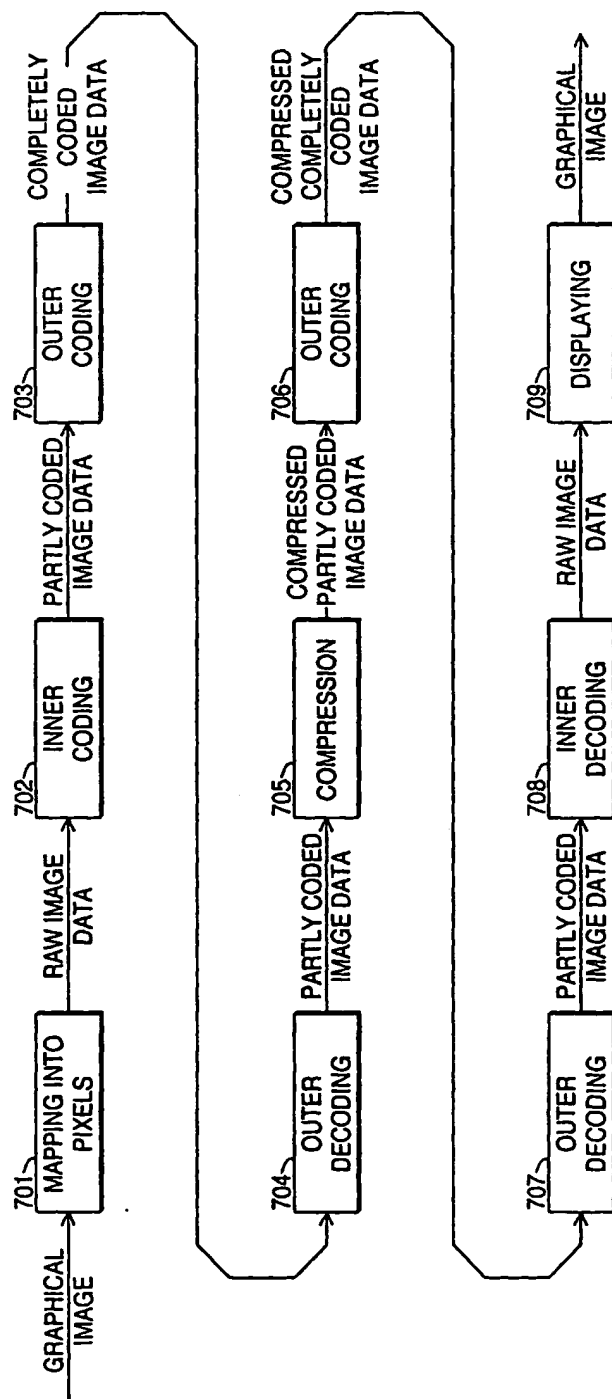 GRAPHICAL
IMAGE
701
MAPPING INTO
PIXELS
RAW IMAGE
DATA
702
INNER
CODING
PARTLY CODED
IMAGE DATA
703
OUTER
CODING
COMPLETELY
CODED
IMAGE DATA
704
OUTER
DECODING
PARTLY CODED
IMAGE DATA
705
COMPRESSION
COMPRESSED
PARTLY CODED
IMAGE DATA
706
OUTER
CODING
COMPRESSED
COMPLETELY
CODED
IMAGE DATA
707
OUTER
DECODING
PARTLY CODED
IMAGE DATA
708
INNER
DECODING
RAW IMAGE
DATA
709
DISPLAYING
GRAPHICAL
IMAGE